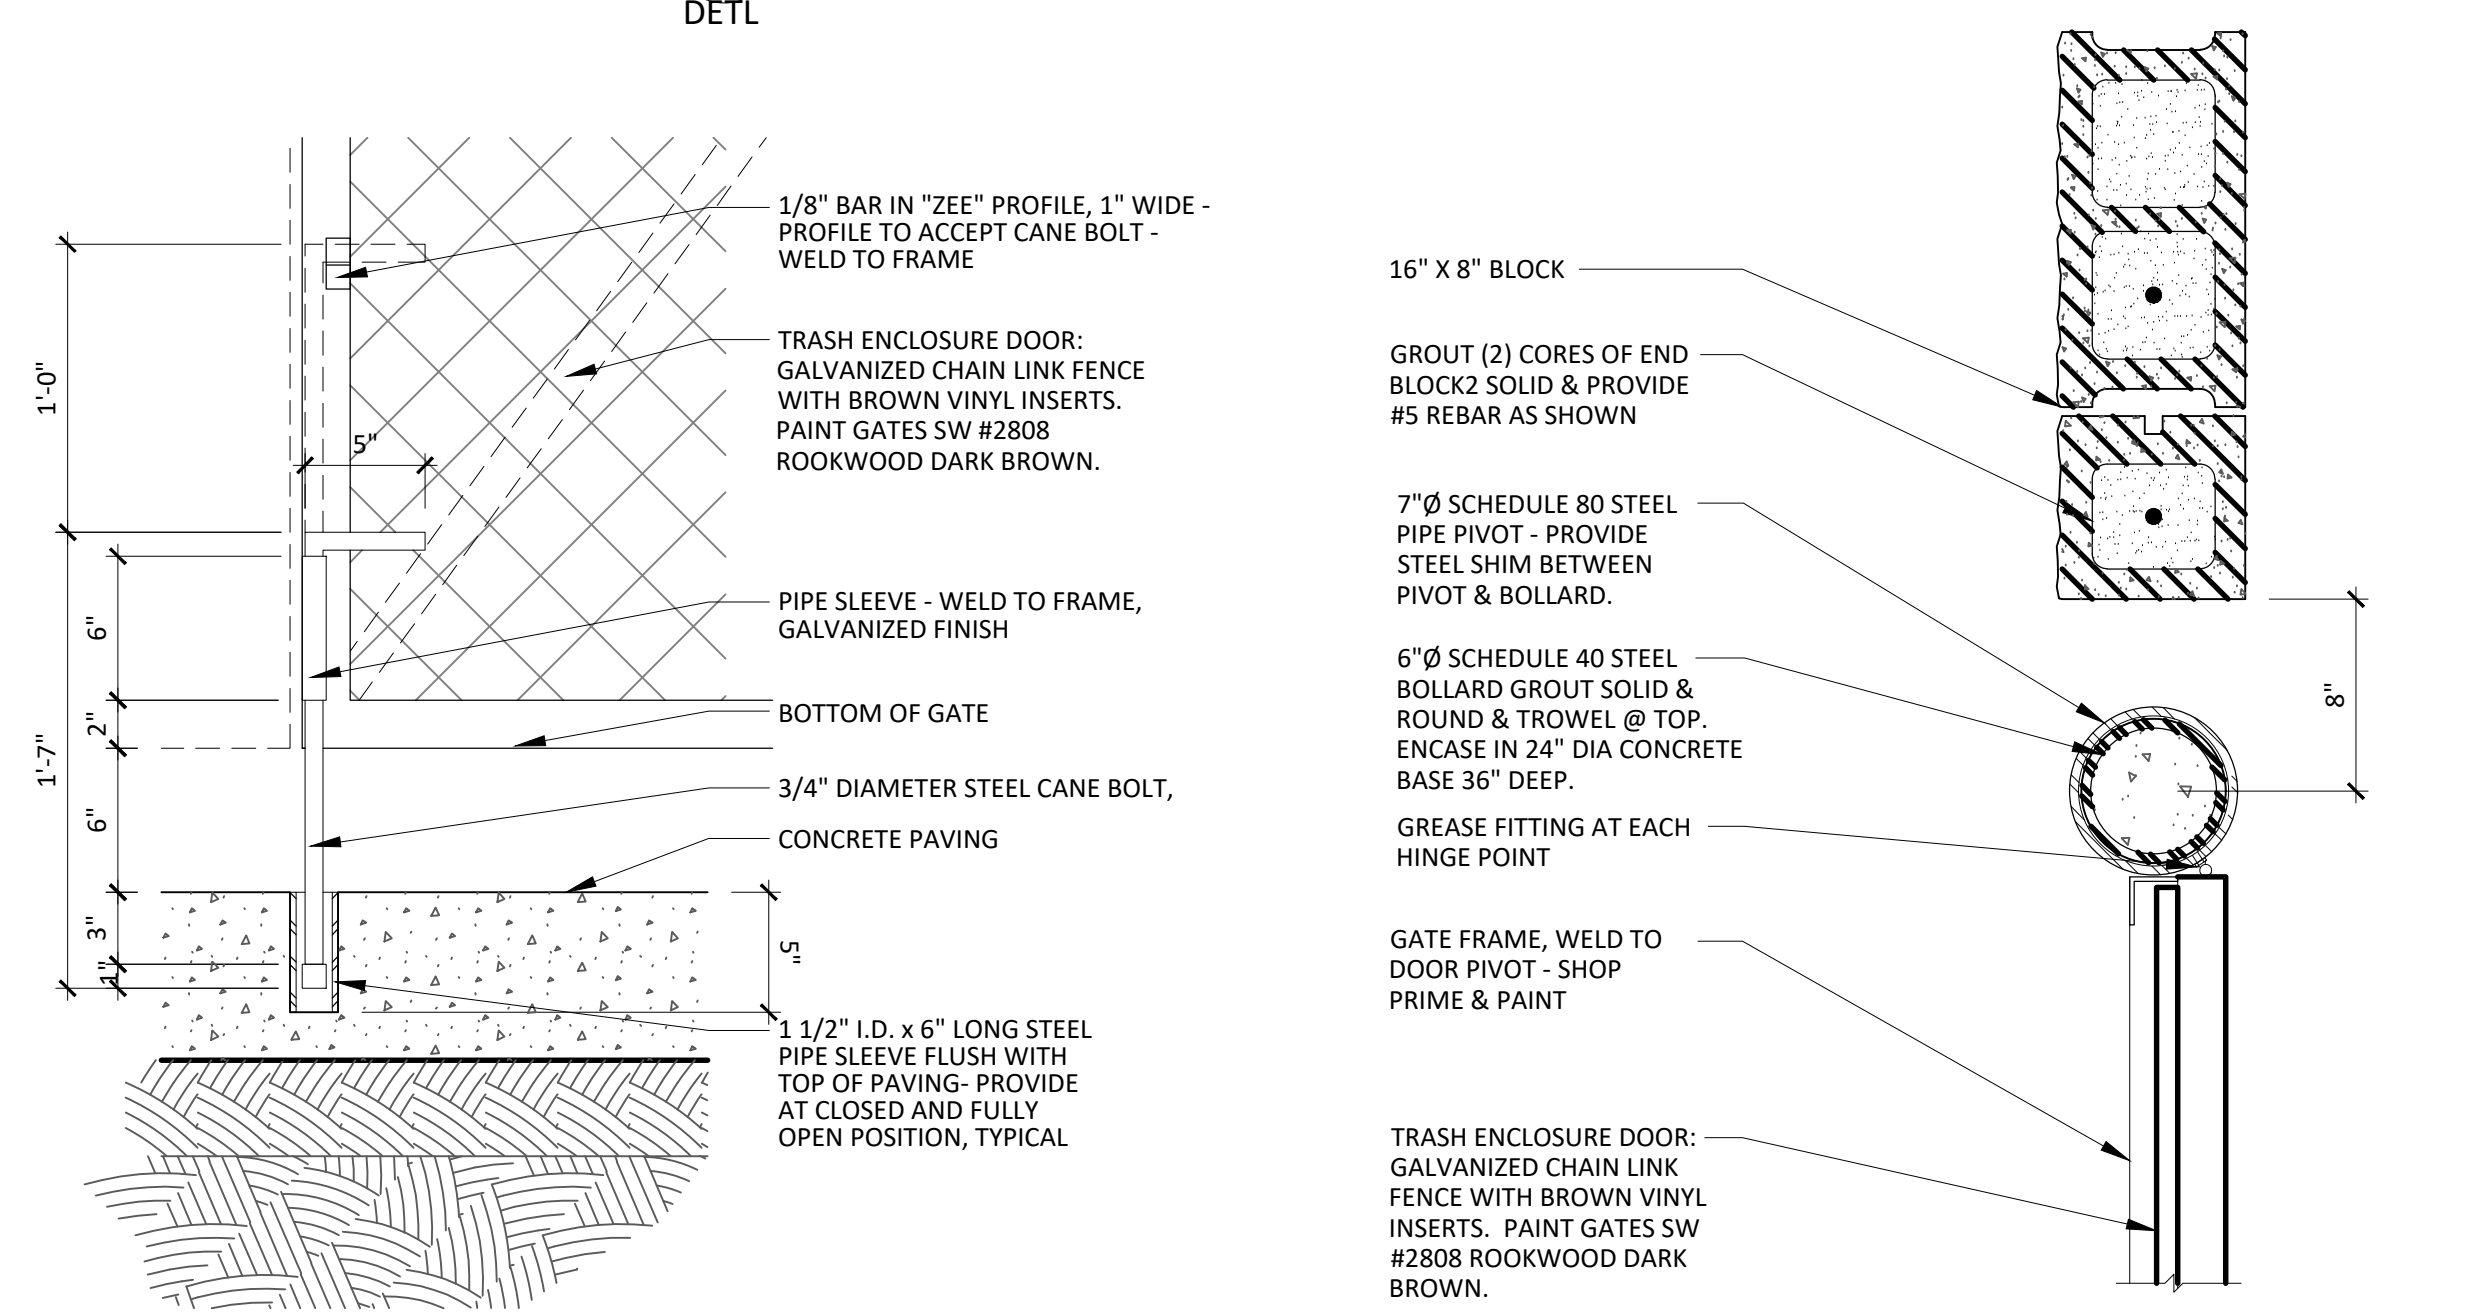 DETL
1/8" BAR IN "ZEE" PROFILE, 1" WIDE -
PROFILE TO ACCEPT CANE BOLT -
WELD TO FRAME
TRASH ENCLOSURE DOOR:
GALVANIZED CHAIN LINK FENCE
WITH BROWN VINYL INSERTS.
PAINT GATES SW #2808
ROOKWOOD DARK BROWN.
1'-0"
5"
PIPE SLEEVE - WELD TO FRAME,
GALVANIZED FINISH
6"
BOTTOM OF GATE
2"
1'-7"
3/4" DIAMETER STEEL CANE BOLT,
6"
CONCRETE PAVING
3"
5"
1"
1 1/2" I.D. x 6" LONG STEEL
PIPE SLEEVE FLUSH WITH
TOP OF PAVING- PROVIDE
AT CLOSED AND FULLY
OPEN POSITION, TYPICAL
16" X 8" BLOCK
GROUT (2) CORES OF END
BLOCK2 SOLID & PROVIDE
#5 REBAR AS SHOWN
7"Ø SCHEDULE 80 STEEL
PIPE PIVOT - PROVIDE
STEEL SHIM BETWEEN
PIVOT & BOLLARD.
6"Ø SCHEDULE 40 STEEL
BOLLARD GROUT SOLID &
ROUND & TROWEL @ TOP.
ENCASE IN 24" DIA CONCRETE
BASE 36" DEEP.
8"
GREASE FITTING AT EACH
HINGE POINT
GATE FRAME, WELD TO
DOOR PIVOT - SHOP
PRIME & PAINT
TRASH ENCLOSURE DOOR:
GALVANIZED CHAIN LINK
FENCE WITH BROWN VINYL
INSERTS.  PAINT GATES SW
#2808 ROOKWOOD DARK
BROWN.